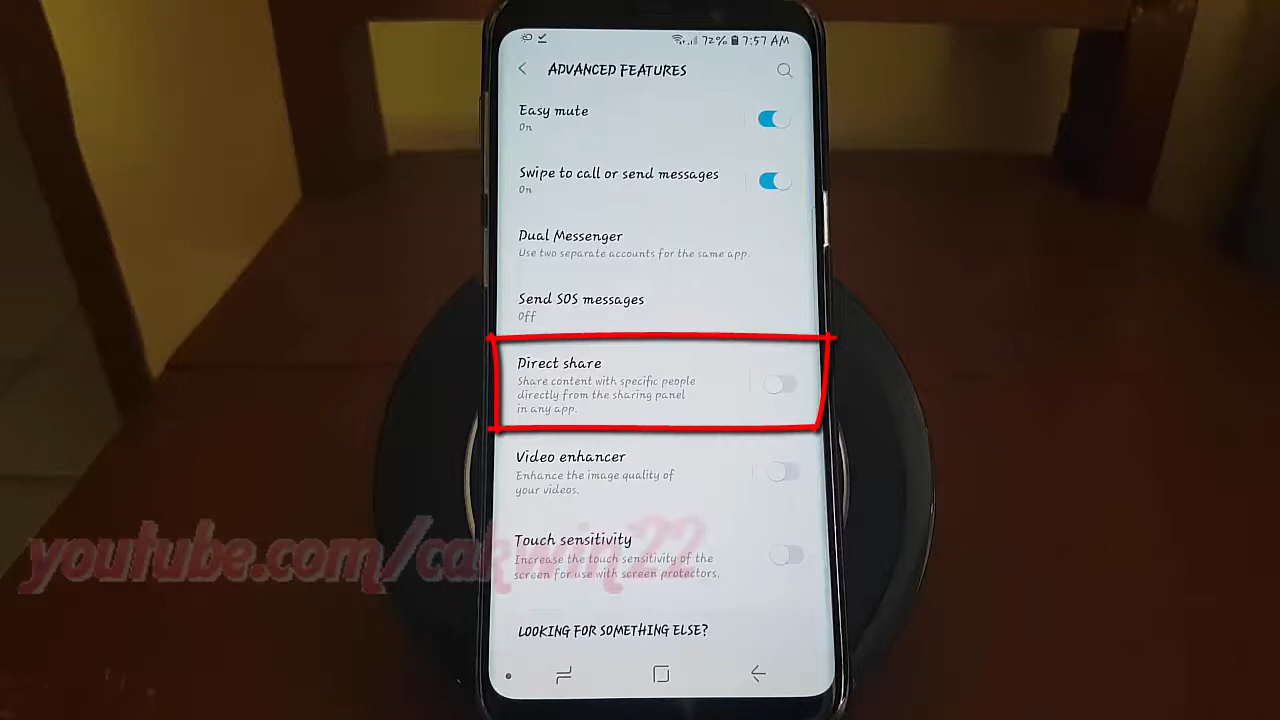 72% 7:57 AM
ADVANCED FEATURES
Easy mute
On
Swipe to call or send messages
On
Dual Messenger
Use two separate accounts for the same app.
Send SOS messages
Off
Direct share
Share content with specific people
directly from the sharing panel
in any app.
Video enhancer
Enhance the image quality of
your videos.
Touch sensitivity
Increase the touch sensitivity of the
screen for use with screen protectors.
LOOKING FOR SOMETHING ELSE?